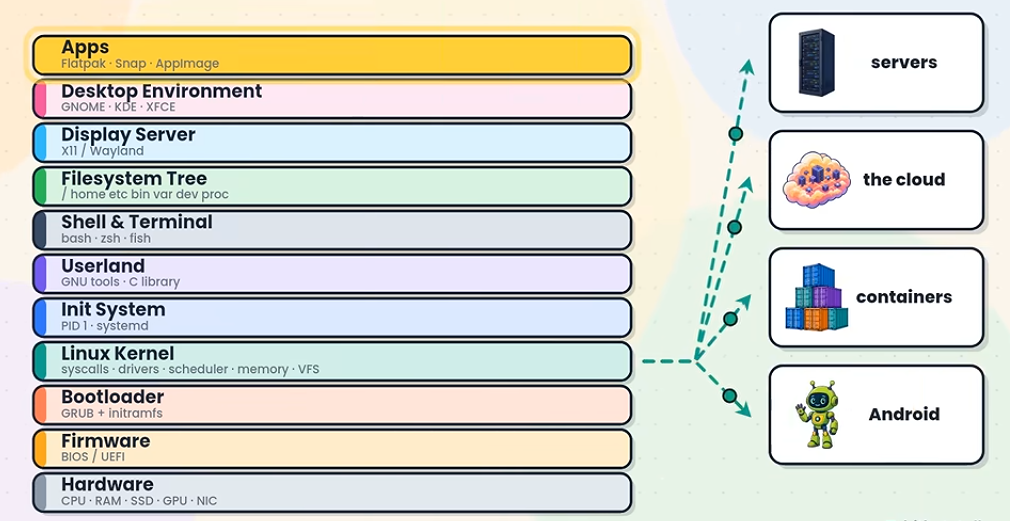 Apps
Flatpak · Snap · AppImage
Desktop Environment
GNOME · KDE · XFCE
Display Server
X11 / Wayland
Filesystem Tree
/ home etc bin var dev proc
Shell & Terminal
bash · zsh · fish
Userland
GNU tools · C library
Init System
PID 1 · systemd
Linux Kernel
syscalls · drivers · scheduler · memory · VFS
Bootloader
GRUB + initramfs
Firmware
BIOS / UEFI
Hardware
CPU · RAM · SSD · GPU · NIC
servers
the cloud
containers
Android